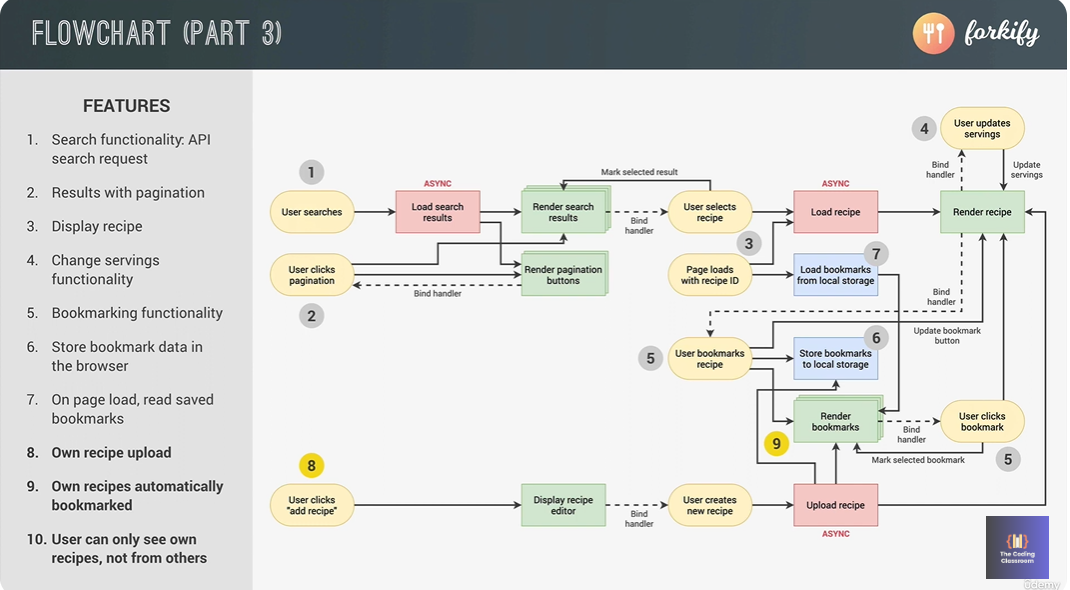 FLOWCHART (PART 3)
forkify
FEATURES
1. Search functionality: API
search request
2. Results with pagination
3. Display recipe
4. Change servings
functionality
5. Bookmarking functionality
6. Store bookmark data in
the browser
7. On page load, read saved
bookmarks
8. Own recipe upload
9. Own recipes automatically
bookmarked
10. User can only see own
recipes, not from others
4
User updates
servings
Bind
handler
Update
servings
1
Mark selected result
ASYNC
ASYNC
User searches
Load search
results
Render search
results
Bind
handler
User selects
recipe
Load recipe
Render recipe
3
7
User clicks
pagination
Render pagination
buttons
Page loads
with recipe ID
Load bookmarks
from local storage
Bind handler
Bind
handler
2
Update bookmark
button
6
5
User bookmarks
recipe
Store bookmarks
to local storage
Render
bookmarks
Bind
handler
User clicks
bookmark
9
Mark selected bookmark
5
8
User clicks
"add recipe"
Display recipe
editor
Bind
handler
User creates
new recipe
Upload recipe
ASYNC
The Coding
Classroom
ûdemy